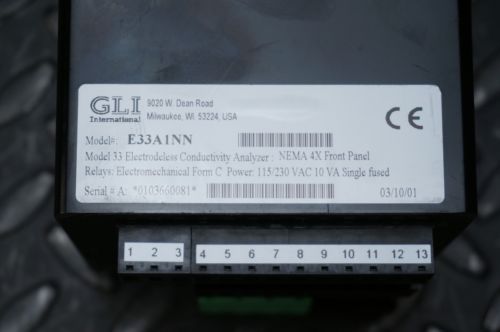 GLI
International
9020 W. Dean Road
Milwaukee, WI. 53224, USA
CE
Model#: E33A1NN
Model 33 Electrodeless Conductivity Analyzer : NEMA 4X Front Panel
Relays: Electromechanical Form C Power: 115/230 VAC 10 VA Single fused
Serial # A: *0103660081*
03/10/01
1 2 3 4 5 6 7 8 9 10 11 12 13